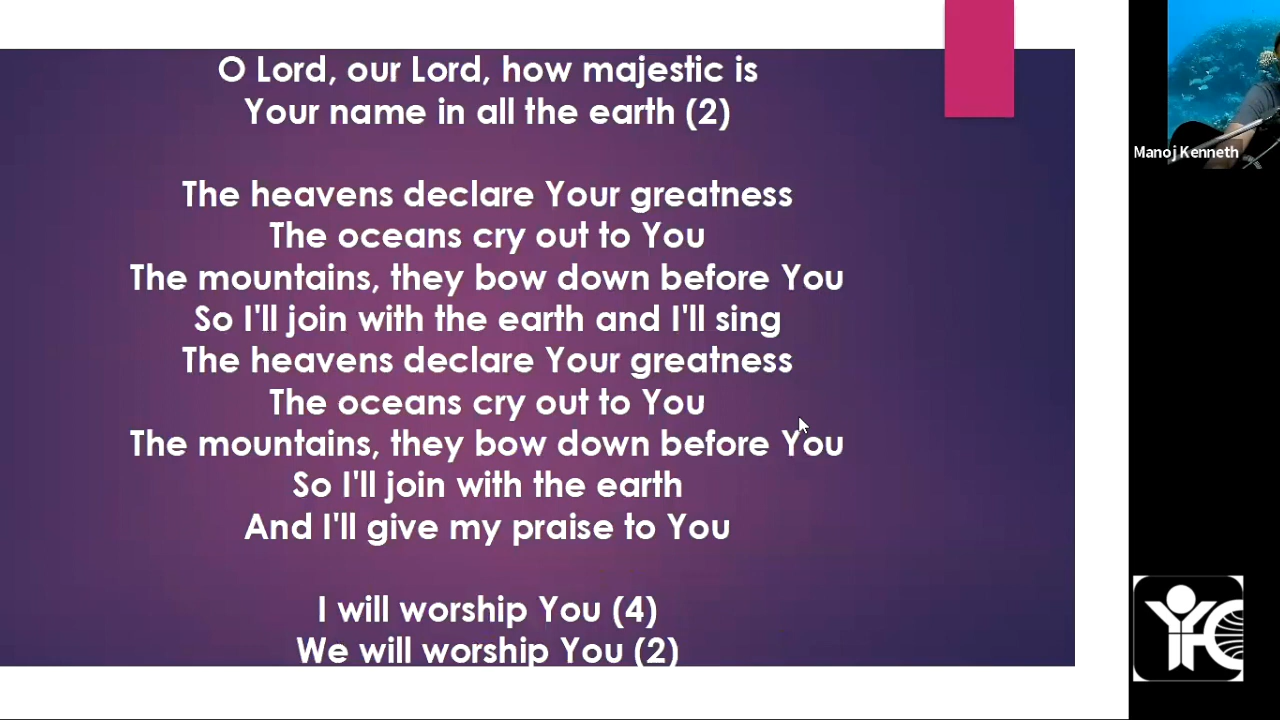 O Lord, our Lord, how majestic is
Your name in all the earth (2)
The heavens declare Your greatness
The oceans cry out to You
The mountains, they bow down before You
So I'll join with the earth and I'll sing
The heavens declare Your greatness
The oceans cry out to You
The mountains, they bow down before You
So I'll join with the earth
And I'll give my praise to You
I will worship You (4)
We will worship You (2)
Manoj Kenneth
YFC